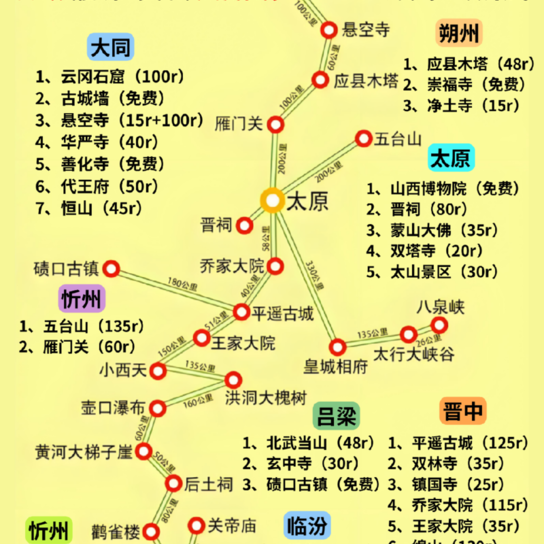 100公里
悬空寺
60公里
应县木塔
100公里
雁门关
200公里
五台山
200公里
太原
晋祠
58公里
乔家大院
碛口古镇
180公里
40公里
平遥古城
330公里
51公里
王家大院
150公里
小西天
135公里
洪洞大槐树
160公里
壶口瀑布
60公里
黄河大梯子崖
50公里
后土祠
80公里
鹳雀楼
关帝庙
皇城相府
135公里
太行大峡谷
26公里
八泉峡
大同
1、云冈石窟（100r）
2、古城墙（免费）
3、悬空寺（15r+100r）
4、华严寺（40r）
5、善化寺（免费）
6、代王府（50r）
7、恒山（45r）
朔州
1、应县木塔（48r）
2、崇福寺（免费）
3、净土寺（15r）
太原
1、山西博物院（免费）
2、晋祠（80r）
3、蒙山大佛（35r）
4、双塔寺（20r）
5、太山景区（30r）
忻州
1、五台山（135r）
2、雁门关（60r）
吕梁
1、北武当山（48r）
2、玄中寺（30r）
3、碛口古镇（免费）
晋中
1、平遥古城（125r）
2、双林寺（35r）
3、镇国寺（25r）
4、乔家大院（115r）
5、王家大院（35r）
忻州
临汾